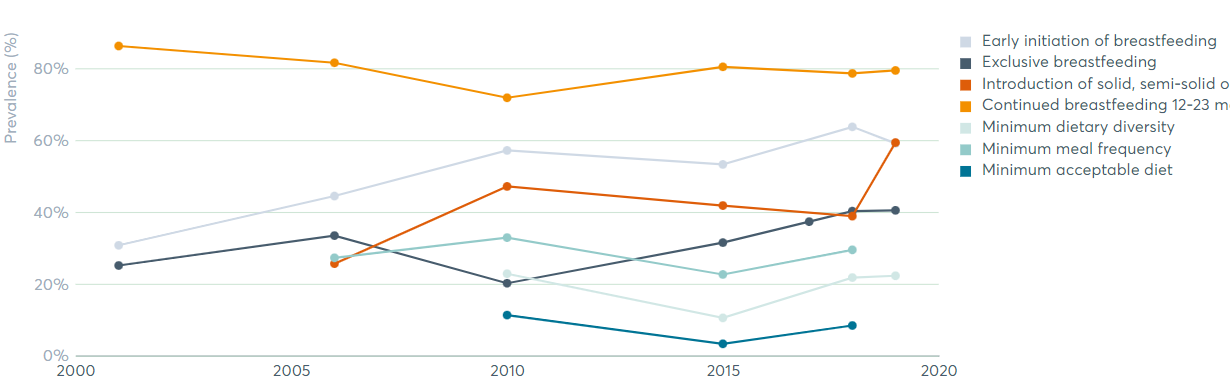 Prevalence (%)
80%
60%
40%
20%
0%
2000 2005 2010 2015 2020
Early initiation of breastfeeding
Exclusive breastfeeding
Introduction of solid, semi-solid o
Continued breastfeeding 12-23 m
Minimum dietary diversity
Minimum meal frequency
Minimum acceptable diet